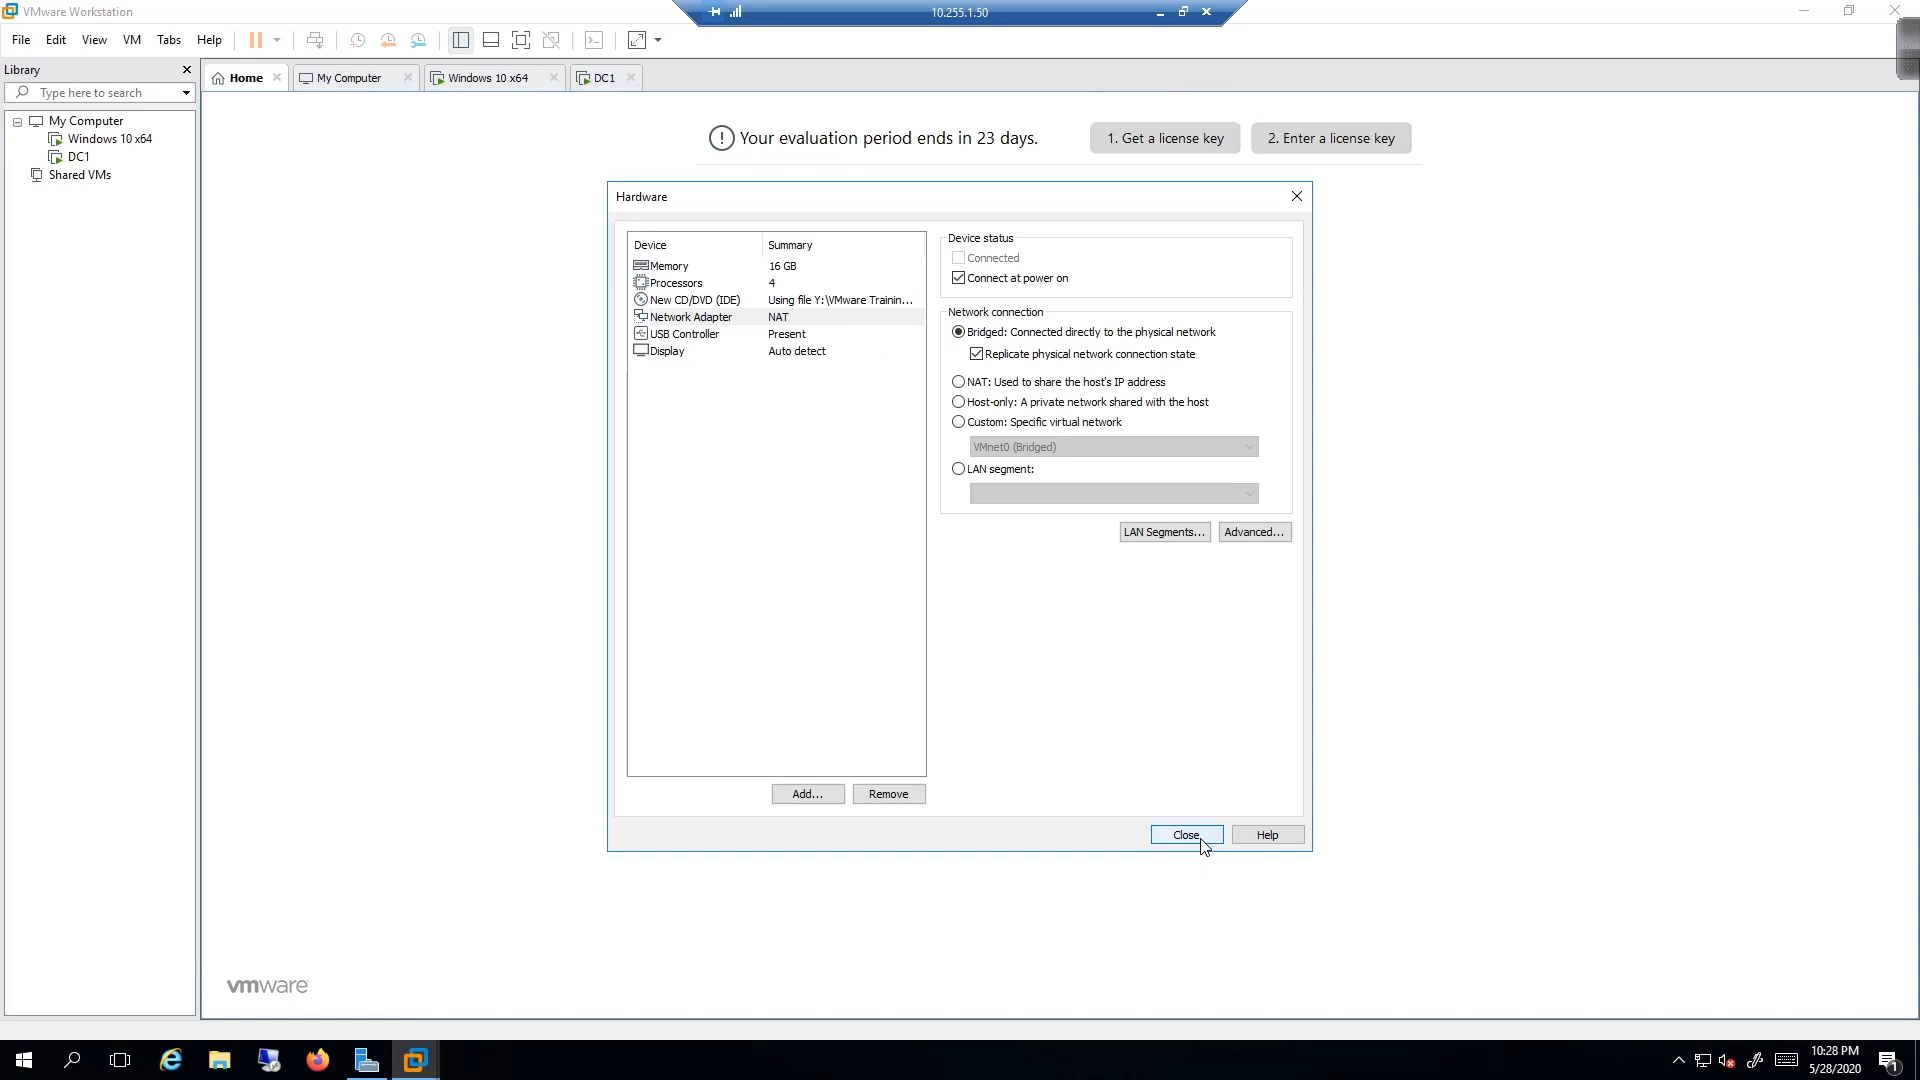 VMware Workstation
10.255.1.50
File Edit View VM Tabs Help
Library
Type here to search
My Computer
Windows 10 x64
DC1
Shared VMs
Home
My Computer
Windows 10 x64
DC1
Your evaluation period ends in 23 days.
1. Get a license key
2. Enter a license key
Hardware
Device Summary
Memory 16 GB
Processors 4
New CD/DVD (IDE) Using file Y:\VMware Trainin...
Network Adapter NAT
USB Controller Present
Display Auto detect
Add...
Remove
Device status
Connected
Connect at power on
Network connection
Bridged: Connected directly to the physical network
Replicate physical network connection state
NAT: Used to share the host's IP address
Host-only: A private network shared with the host
Custom: Specific virtual network
VMnet0 (Bridged)
LAN segment:
LAN Segments...
Advanced...
Close
Help
vmware
10:28 PM
5/28/2020
1